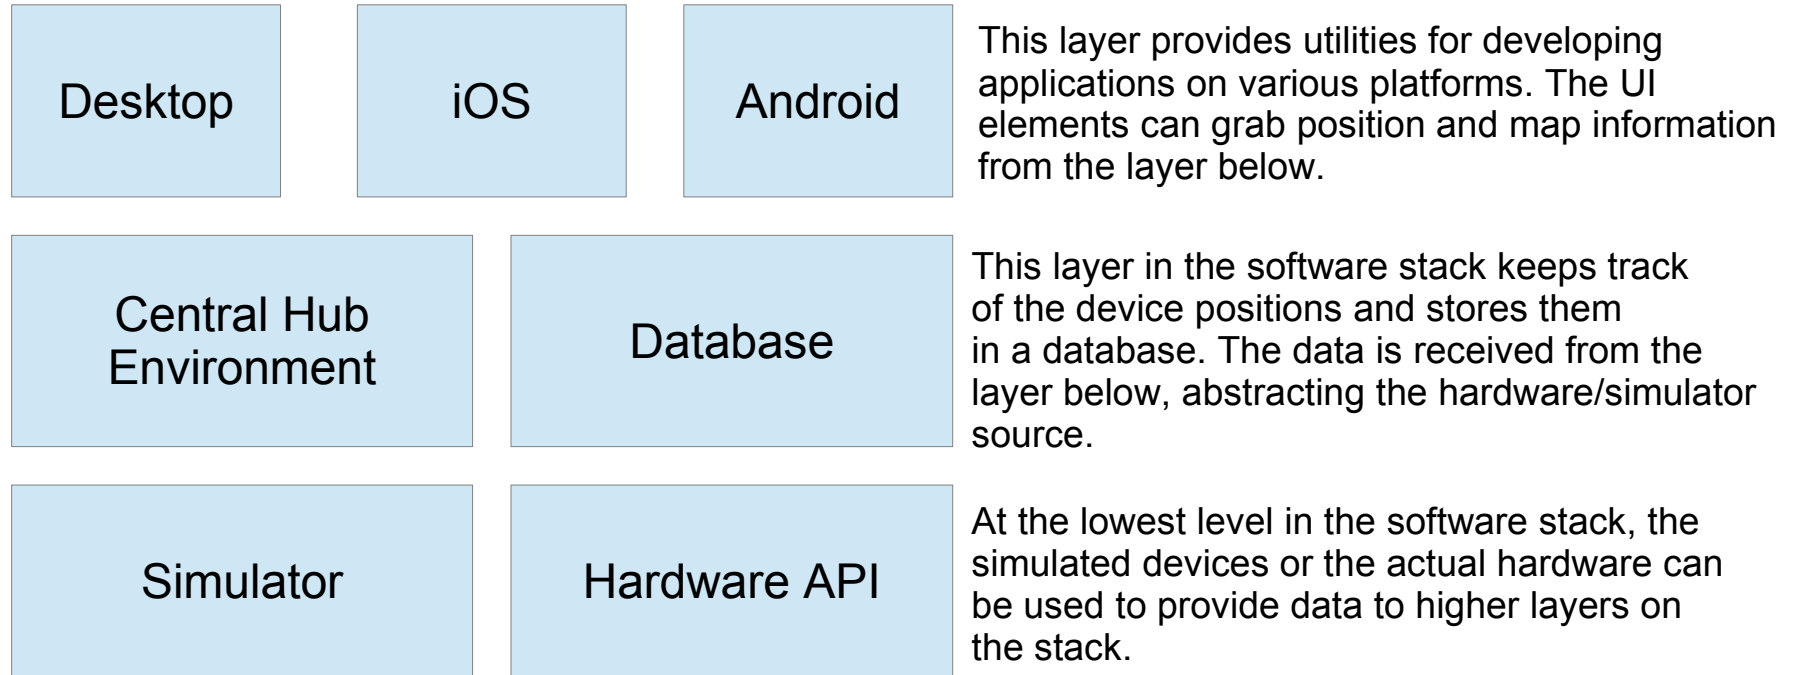 Desktop
iOS
Android
This layer provides utilities for developing
applications on various platforms. The UI
elements can grab position and map information
from the layer below.
Central Hub
Environment
Database
This layer in the software stack keeps track
of the device positions and stores them
in a database. The data is received from the
layer below, abstracting the hardware/simulator
source.
Simulator
Hardware API
At the lowest level in the software stack, the
simulated devices or the actual hardware can
be used to provide data to higher layers on
the stack.